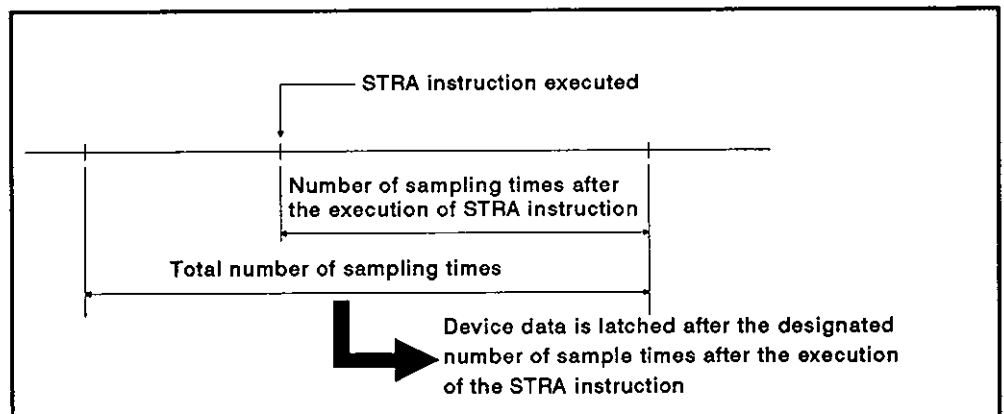 STRA instruction executed
Number of sampling times after
the execution of STRA instruction
Total number of sampling times
Device data is latched after the designated
number of sample times after the execution
of the STRA instruction